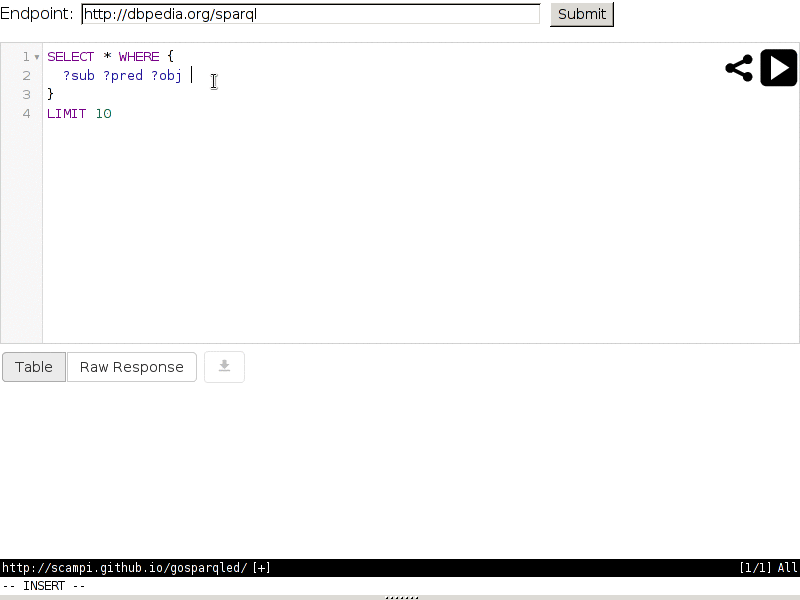 Endpoint: http://dbpedia.org/sparql Submit
1 SELECT * WHERE {
2 ?sub ?pred ?obj
3 }
4 LIMIT 10
Table Raw Response
http://scampi.github.io/gosparqled/ [+] [1/1] All
-- INSERT --